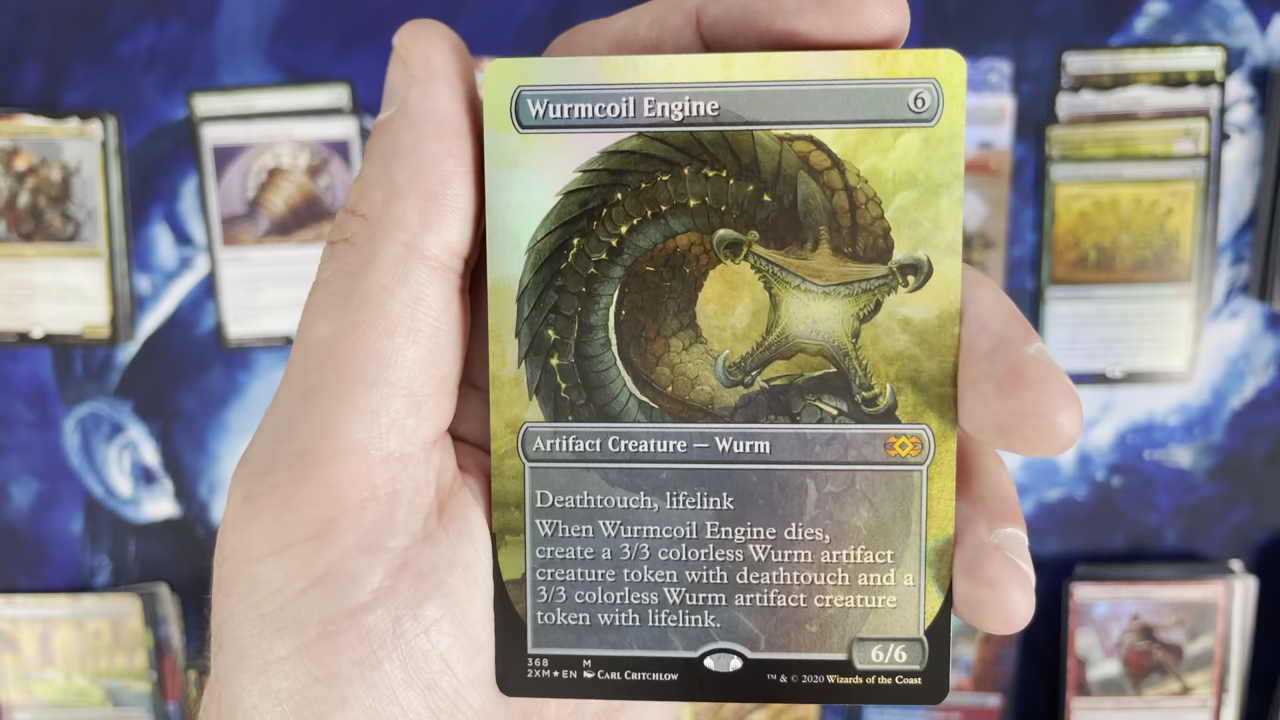 Wurmcoil Engine 6
Artifact Creature — Wurm
Deathtouch, lifelink
When Wurmcoil Engine dies,
create a 3/3 colorless Wurm artifact
creature token with deathtouch and a
3/3 colorless Wurm artifact creature
token with lifelink.
6/6
368 M
2XM ★ EN Carl Critchlow
™ & © 2020 Wizards of the Coast